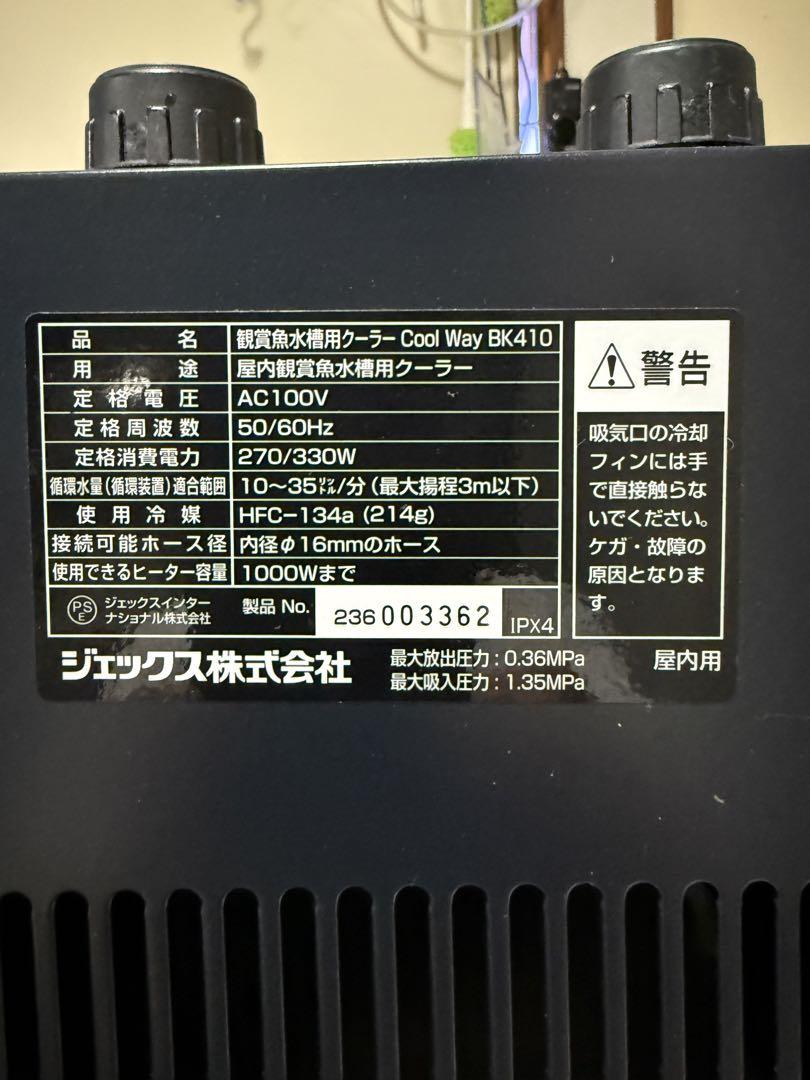 品名 観賞魚水槽用クーラー Cool Way BK410
用途 屋内観賞魚水槽用クーラー
定格電圧 AC100V
定格周波数 50/60Hz
定格消費電力 270/330W
循環水量(循環装置)適合範囲 10〜35㍑/分(最大揚程3m以下)
使用冷媒 HFC-134a (214g)
接続可能ホース径 内径φ16mmのホース
使用できるヒーター容量 1000Wまで
PS
E
ジェックスインター
ナショナル株式会社
製品 No. 236003362
IPX4
警告
吸気口の冷却
フィンには手
で直接触らな
いでください。
ケガ・故障の
原因となりま
す。
ジェックス株式会社
最大放出圧力:0.36MPa
最大吸入圧力:1.35MPa
屋内用